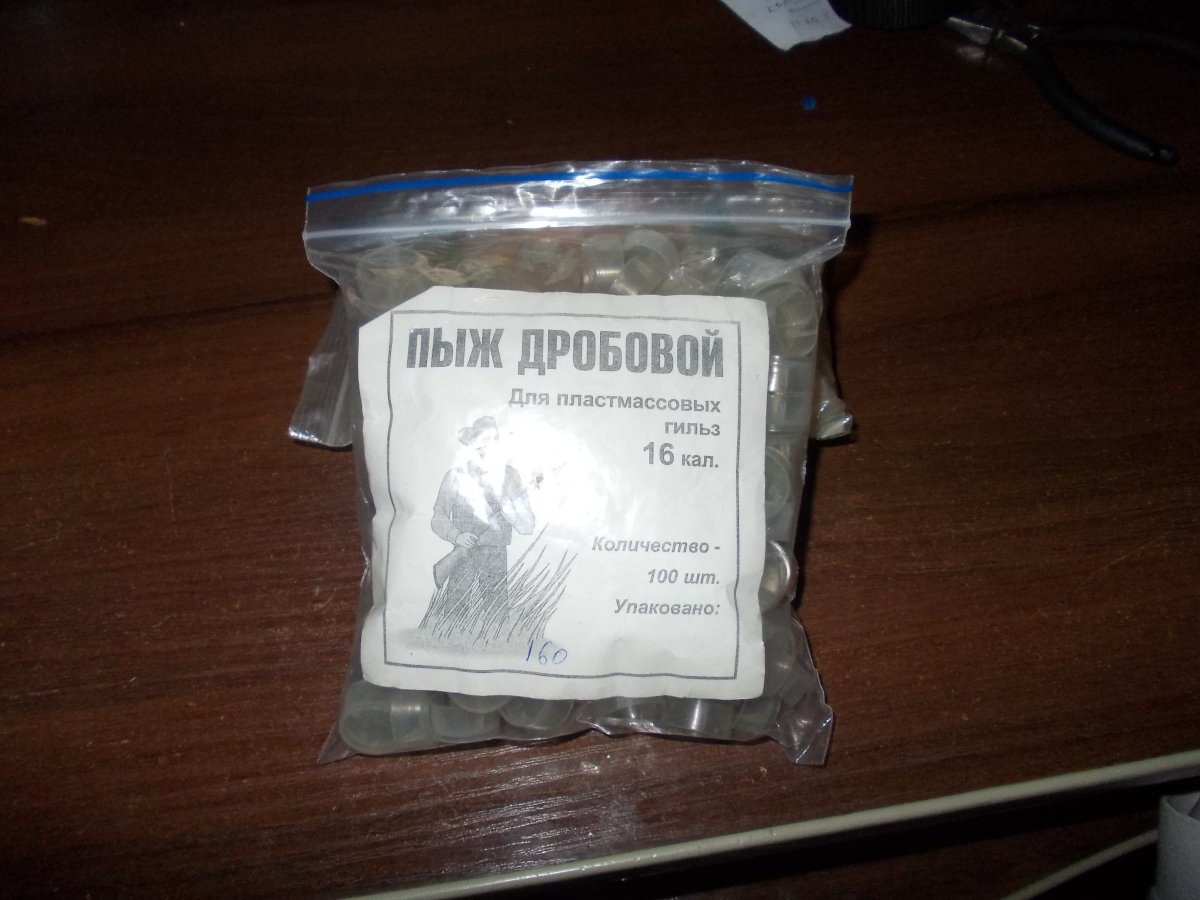 ПЫЖ ДРОБОВОЙ
Для пластмассовых
гильз
16 кал.
Количество -
100 шт.
Упаковано:
160